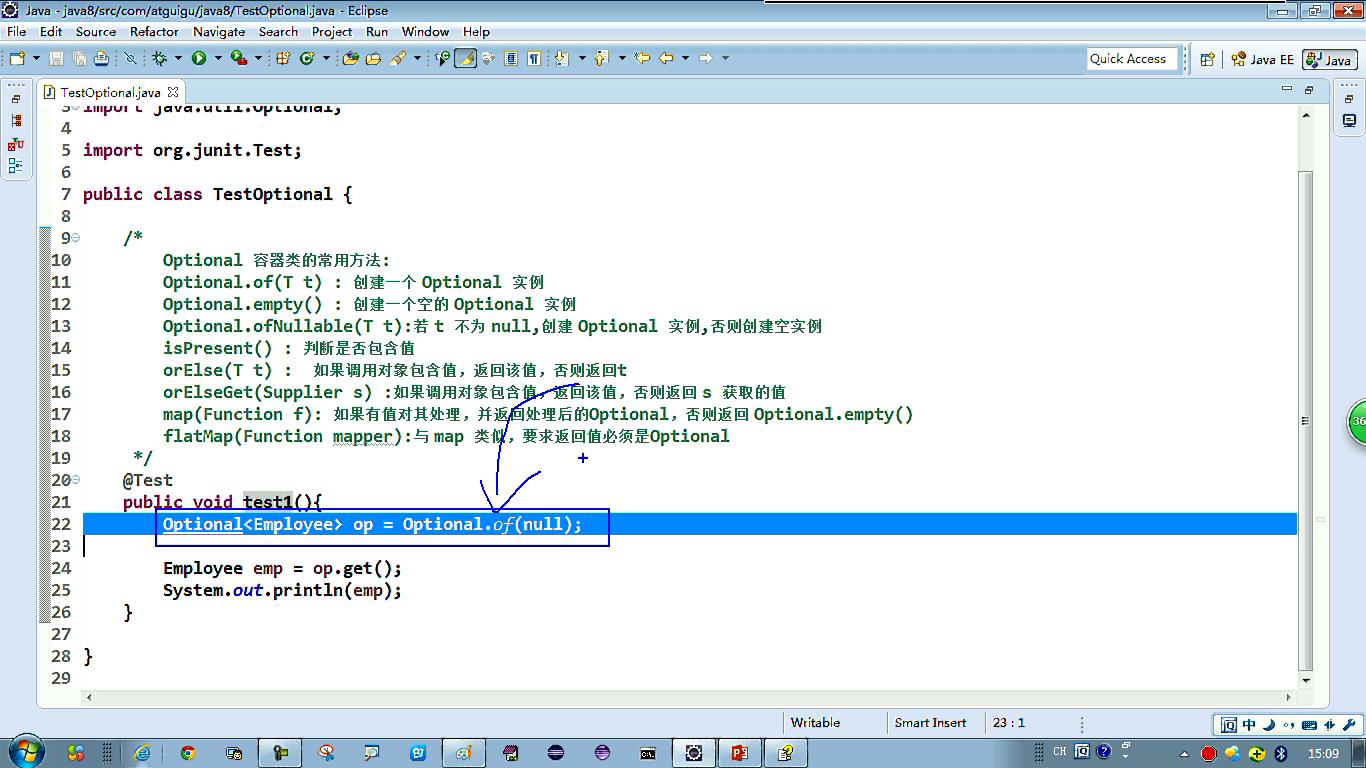 Java - java8/src/com/atguigu/java8/TestOptional.java - Eclipse
File Edit Source Refactor Navigate Search Project Run Window Help
Quick Access Java EE Java
TestOptional.java
3 import java.util.Optional;
4
5 import org.junit.Test;
6
7 public class TestOptional {
8
9 /*
10 Optional 容器类的常用方法:
11 Optional.of(T t) : 创建一个 Optional 实例
12 Optional.empty() : 创建一个空的 Optional 实例
13 Optional.ofNullable(T t):若 t 不为 null,创建 Optional 实例,否则创建空实例
14 isPresent() : 判断是否包含值
15 orElse(T t) : 如果调用对象包含值，返回该值，否则返回t
16 orElseGet(Supplier s) :如果调用对象包含值，返回该值，否则返回 s 获取的值
17 map(Function f): 如果有值对其处理，并返回处理后的Optional，否则返回 Optional.empty()
18 flatMap(Function mapper):与 map 类似，要求返回值必须是Optional
19 */
20 @Test
21 public void test1(){
22 Optional<Employee> op = Optional.of(null);
23
24 Employee emp = op.get();
25 System.out.println(emp);
26 }
27
28 }
29
36
Writable Smart Insert 23 : 1
中
CH 15:09